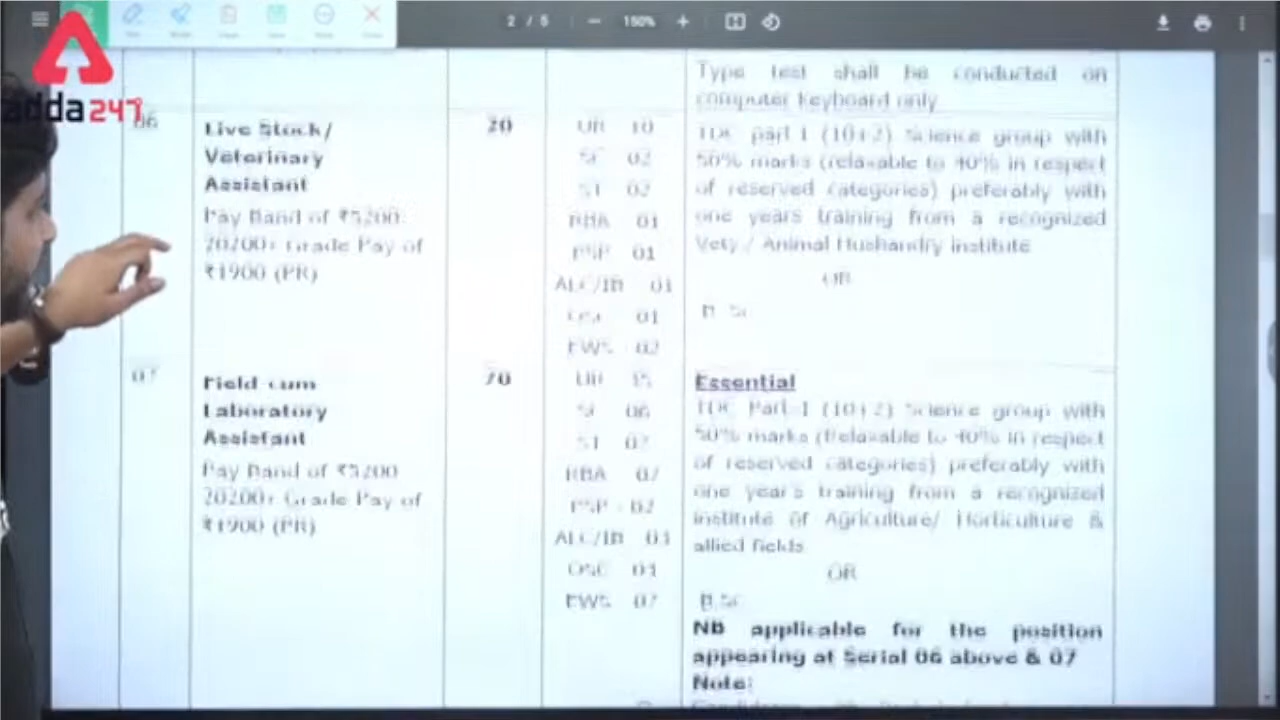 2 / 5
150%
adda247
Type test shall be conducted on
computer keyboard only
06
Live Stock/
Veterinary
Assistant
Pay Band of ₹5200
20200+ Grade Pay of
₹1900 (PR)
20
UR 10
SC 02
ST 02
RBA 01
PSP 01
ALC/IB 01
OSC 01
EWS 02
TDC part I (10+2) Science group with
50% marks (relaxable to 40% in respect
of reserved categories) preferably with
one years training from a recognized
Vety / Animal Husbandry institute
OR
B. Sc
07
Field cum
Laboratory
Assistant
Pay Band of ₹5200
20200+ Grade Pay of
₹1900 (PR)
70
UR
SC 06
ST
RBA
PSP
ALC/IB 03
OSC
EWS 07
Essential
TDC Part I (10+2) Science group with
50% marks (Relaxable to 40% in respect
of reserved categories) preferably with
one years training from a recognized
institute of Agriculture/ Horticulture &
allied fields
OR
B.Sc
NB applicable for the position
appearing at Serial 06 above & 07
Note: